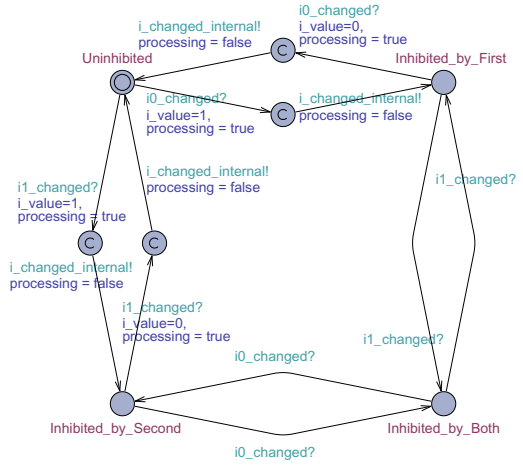 i0_changed?
i_changed_internal!
i_value=0,
processing = false
processing = true
Uninhibited
Inhibited_by_First
i0_changed?
i_changed_internal!
i_value=1,
processing = true
processing = false
i_changed_internal!
processing = false
i1_changed?
i1_changed?
i_value=1,
processing = true
C
C
C
C
i_changed_internal!
processing = false
i1_changed?
i_value=0,
processing = true
i1_changed?
i0_changed?
Inhibited_by_Second
Inhibited_by_Both
i0_changed?